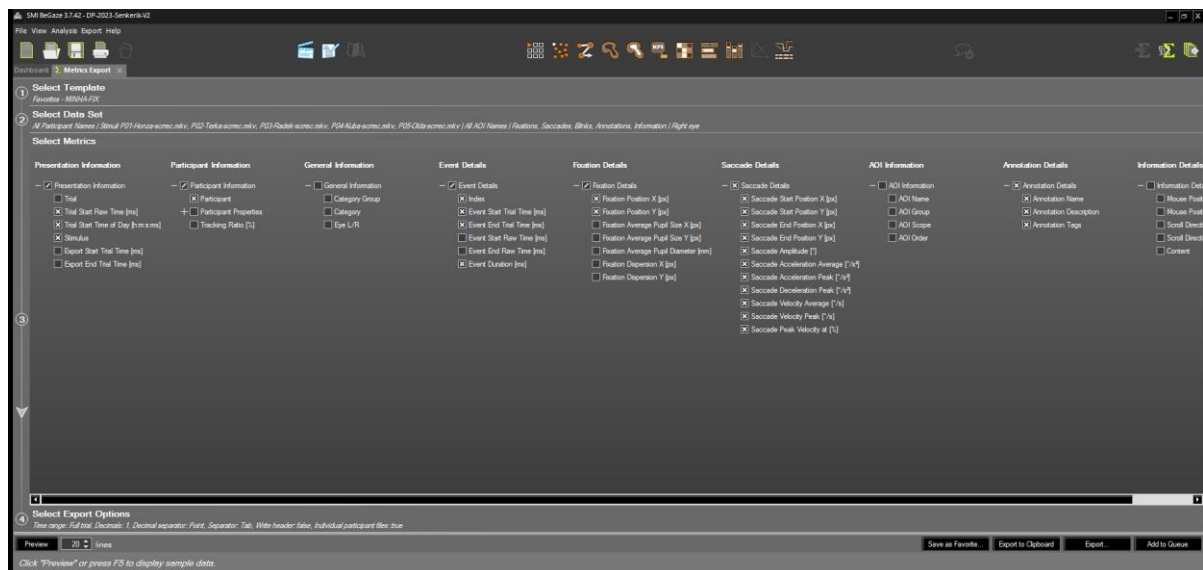 SMI BeGaze 3.7.42 - DP-2023-Senkerik-V2
File View Analysis Export Help
Dashboard Metrics Export
1 Select Template
Favorites - MINHA-FIX
2 Select Data Set
All Participant Names | Stimuli P01-Honza-scrrec.mkv, P02-Terka-scrrec.mkv, P03-Radek-scrrec.mkv, P04-Kuba-scrrec.mkv, P05-Olda-scrrec.mkv | All AOI Names | Fixations, Saccades, Blinks, Annotations, Information | Right eye
3
Select Metrics
Presentation Information
Presentation Information
Trial
Trial Start Raw Time [ms]
Trial Start Time of Day [h:m:s:ms]
Stimulus
Export Start Trial Time [ms]
Export End Trial Time [ms]
Participant Information
Participant Information
Participant
Participant Properties
Tracking Ratio [%]
General Information
General Information
Category Group
Category
Eye L/R
Event Details
Event Details
Index
Event Start Trial Time [ms]
Event End Trial Time [ms]
Event Start Raw Time [ms]
Event End Raw Time [ms]
Event Duration [ms]
Fixation Details
Fixation Details
Fixation Position X [px]
Fixation Position Y [px]
Fixation Average Pupil Size X [px]
Fixation Average Pupil Size Y [px]
Fixation Average Pupil Diameter [mm]
Fixation Dispersion X [px]
Fixation Dispersion Y [px]
Saccade Details
Saccade Details
Saccade Start Position X [px]
Saccade Start Position Y [px]
Saccade End Position X [px]
Saccade End Position Y [px]
Saccade Amplitude [°]
Saccade Acceleration Average [°/s²]
Saccade Acceleration Peak [°/s²]
Saccade Deceleration Peak [°/s²]
Saccade Velocity Average [°/s]
Saccade Velocity Peak [°/s]
Saccade Peak Velocity at [%]
AOI Information
AOI Information
AOI Name
AOI Group
AOI Scope
AOI Order
Annotation Details
Annotation Details
Annotation Name
Annotation Description
Annotation Tags
Information Details
Information Det
Mouse Posit
Mouse Posit
Scroll Directi
Scroll Directi
Content
4 Select Export Options
Time range: Full trial, Decimals: 1, Decimal separator: Point, Separator: Tab, Write header: false, Individual participant files: true
Preview 20 lines Save as Favorite... Export to Clipboard Export... Add to Queue
Click "Preview" or press F5 to display sample data.